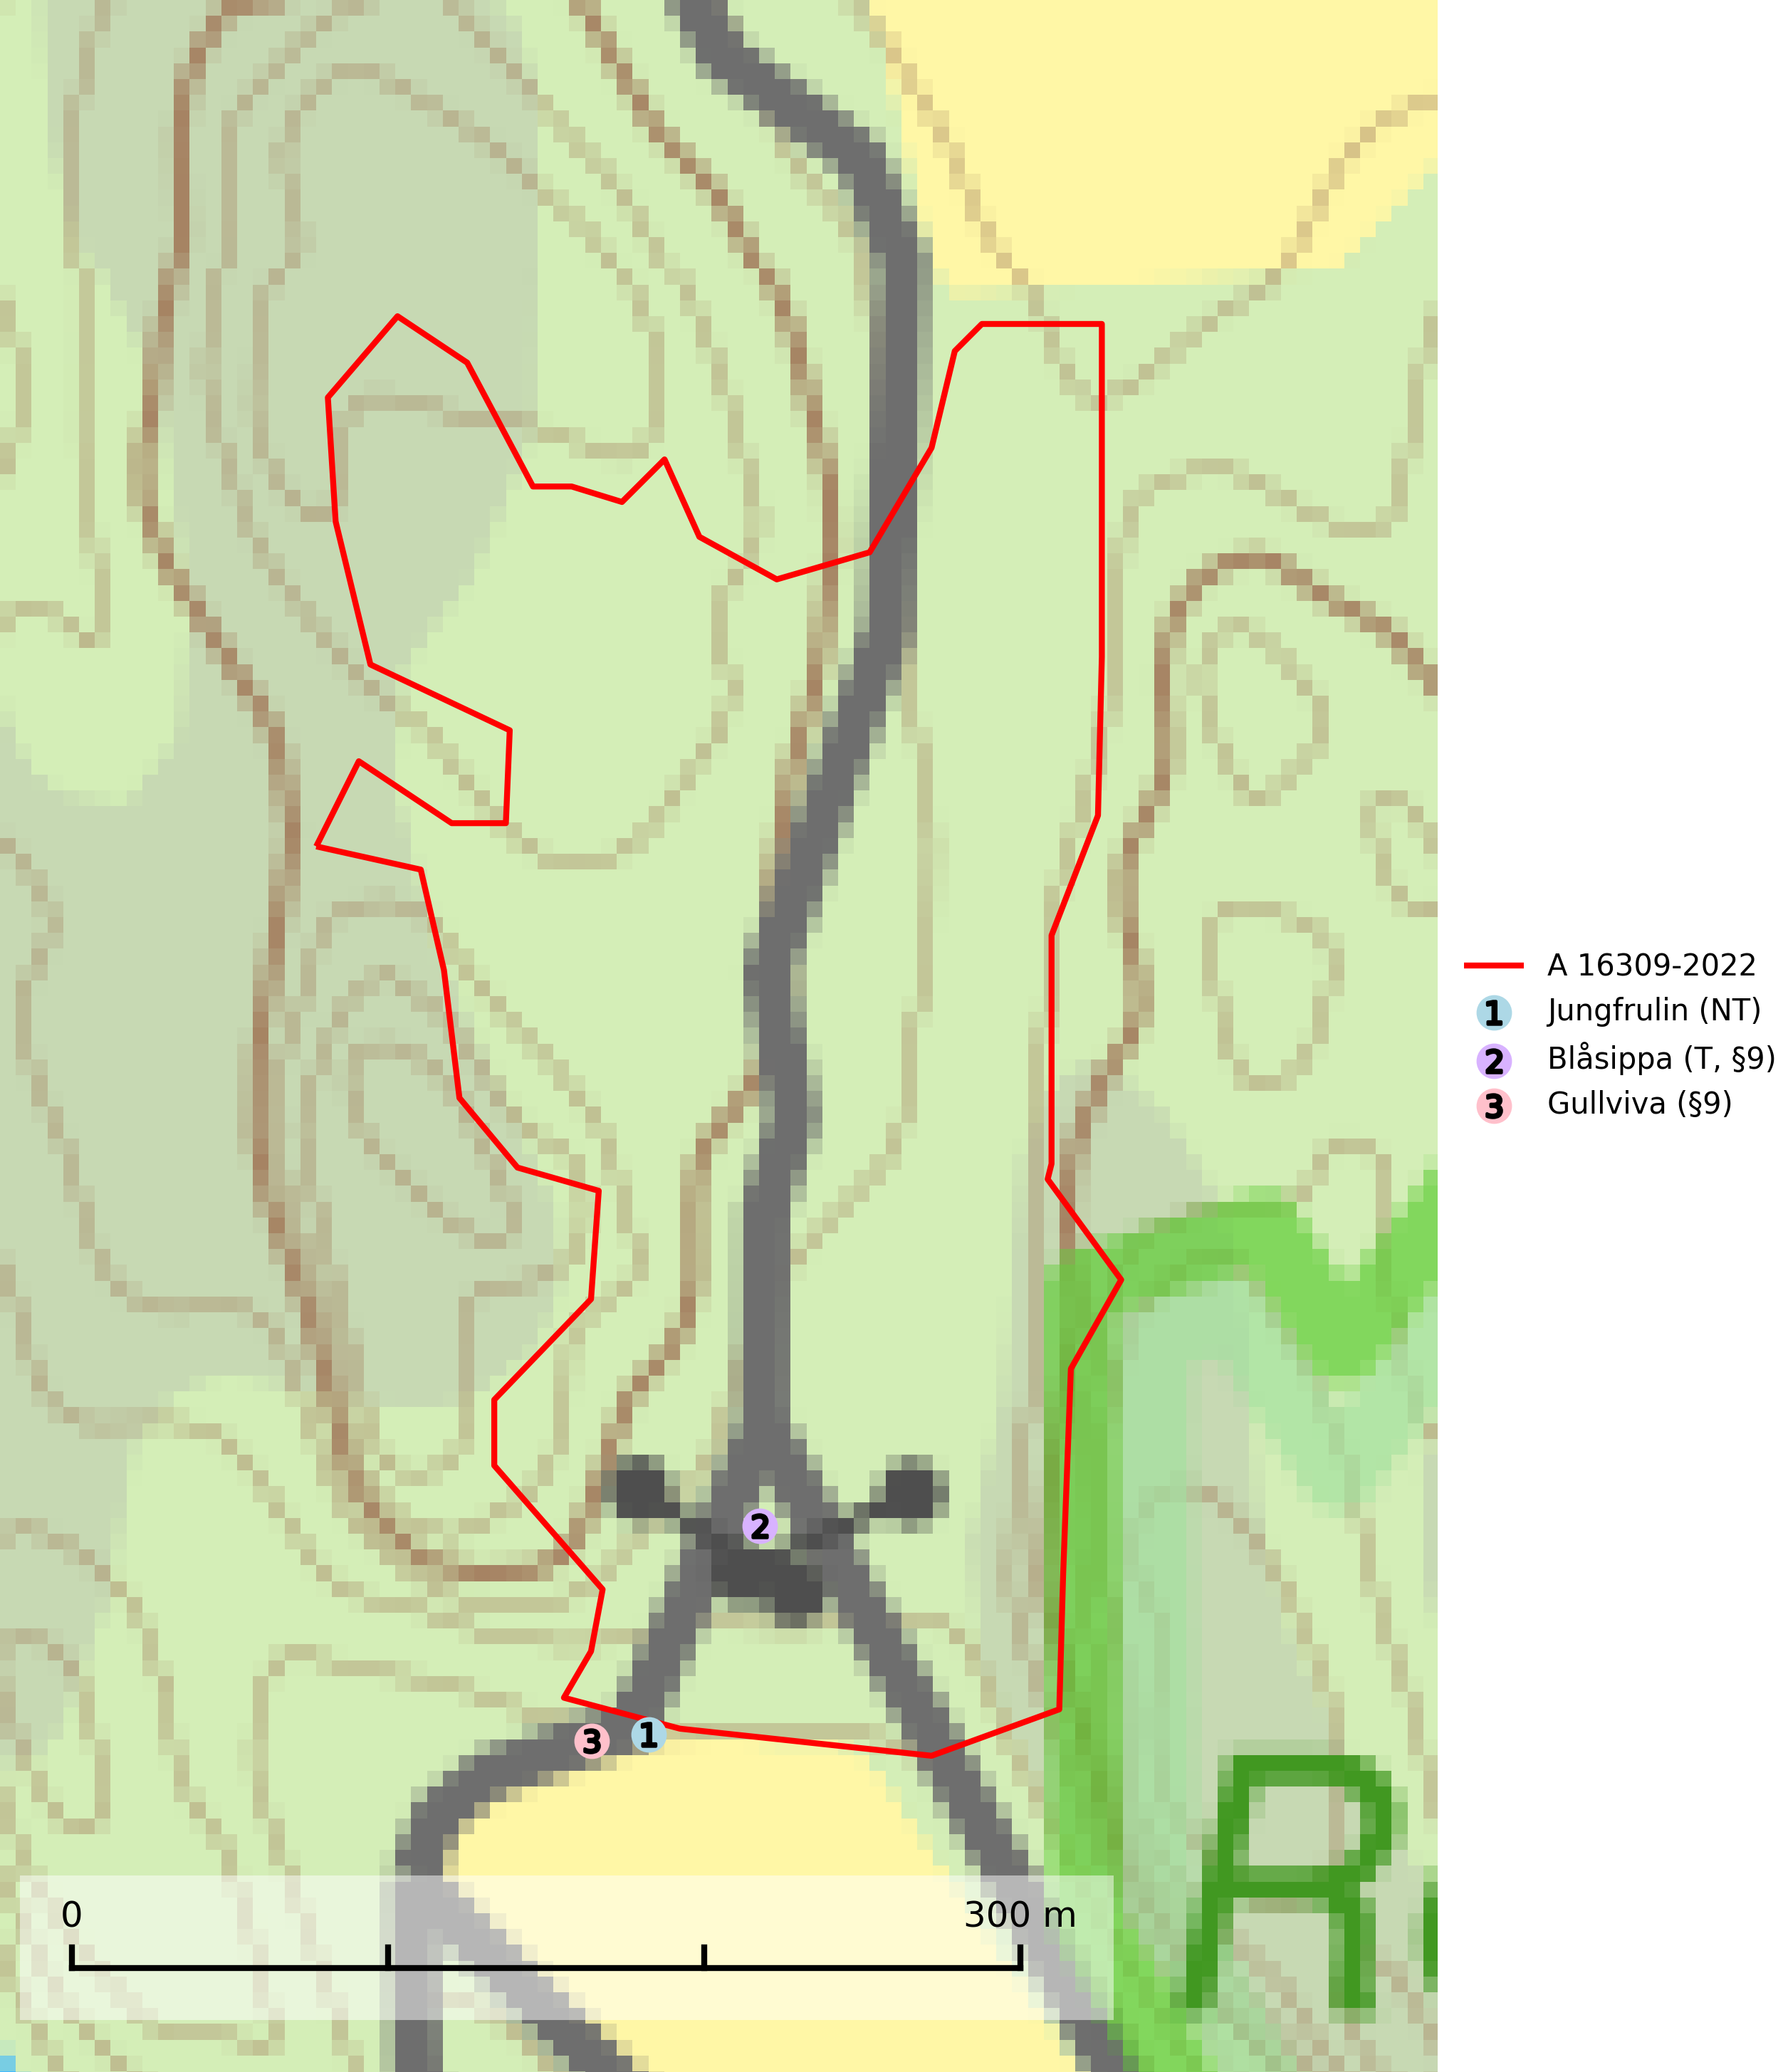 A 16309-2022
1 Jungfrulin (NT)
2 Blåsippa (T, §9)
3 Gullviva (§9)
2
3 1
R
0 300 m